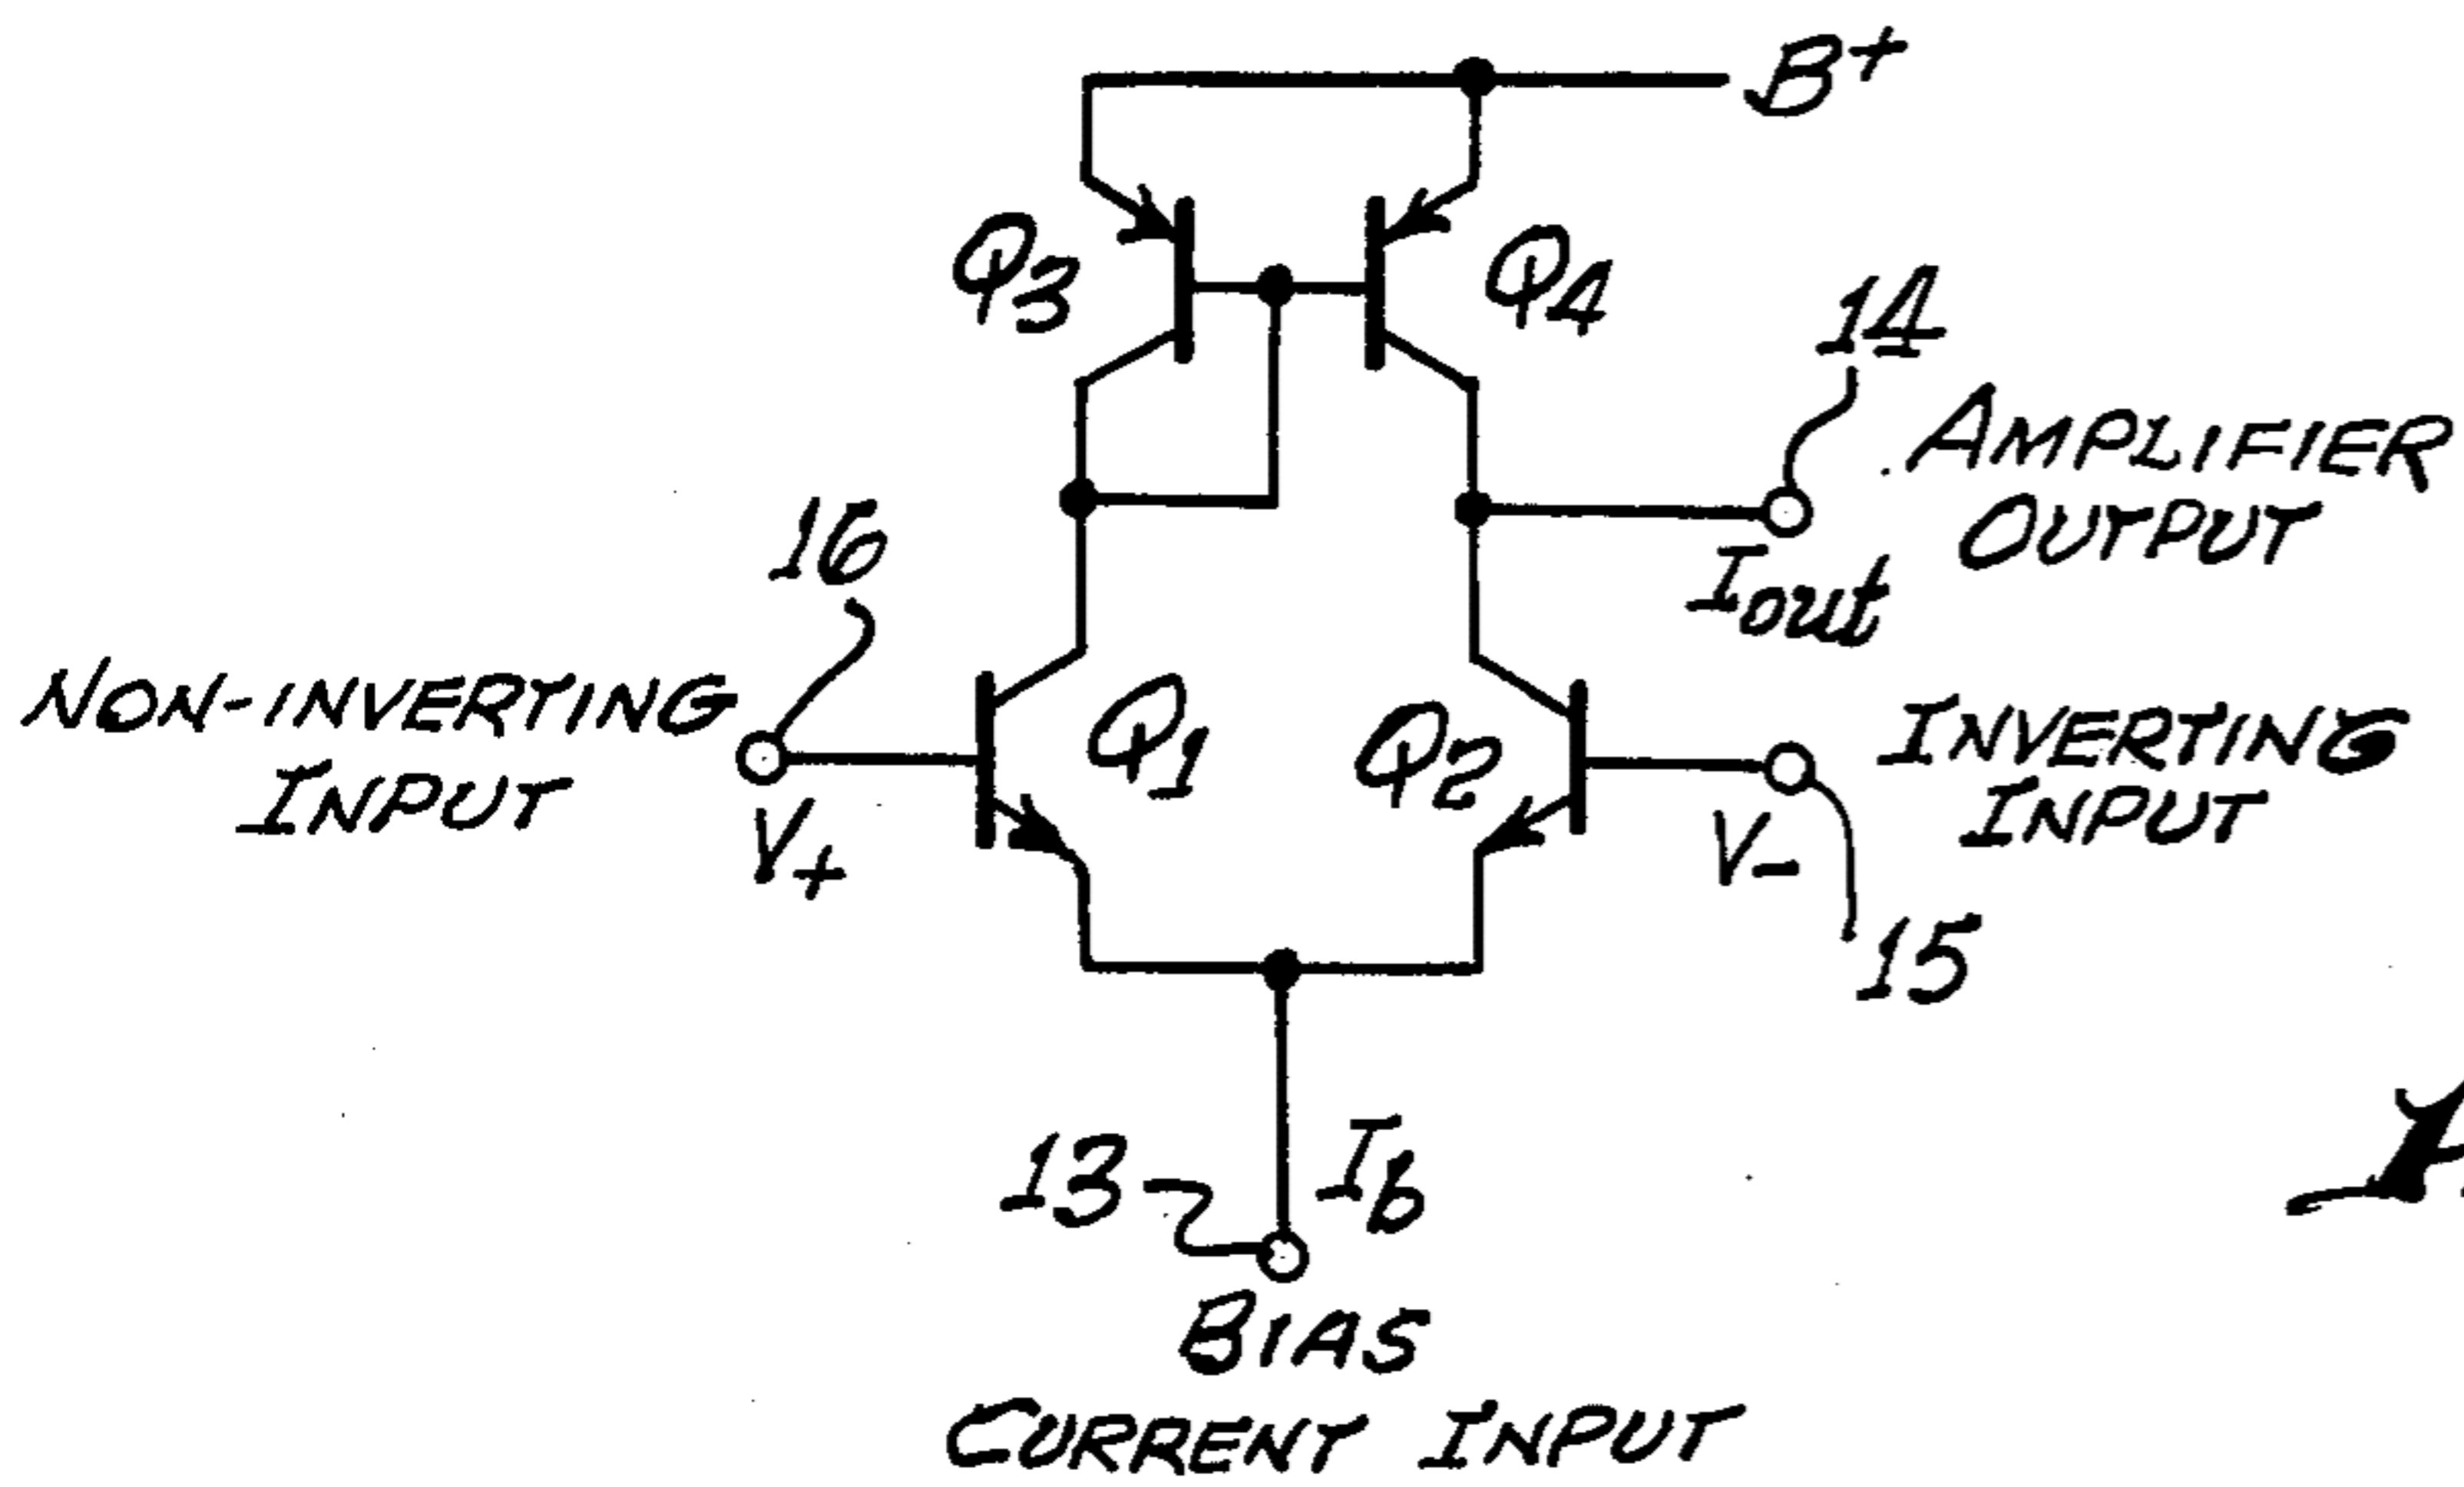 B+
Q3
Q4
14
AMPLIFIER
OUTPUT
Iout
16
NON-INVERTING
INPUT
V+
Q1
Q2
INVERTING
INPUT
V-
15
13
Ib
BIAS
CURRENT INPUT